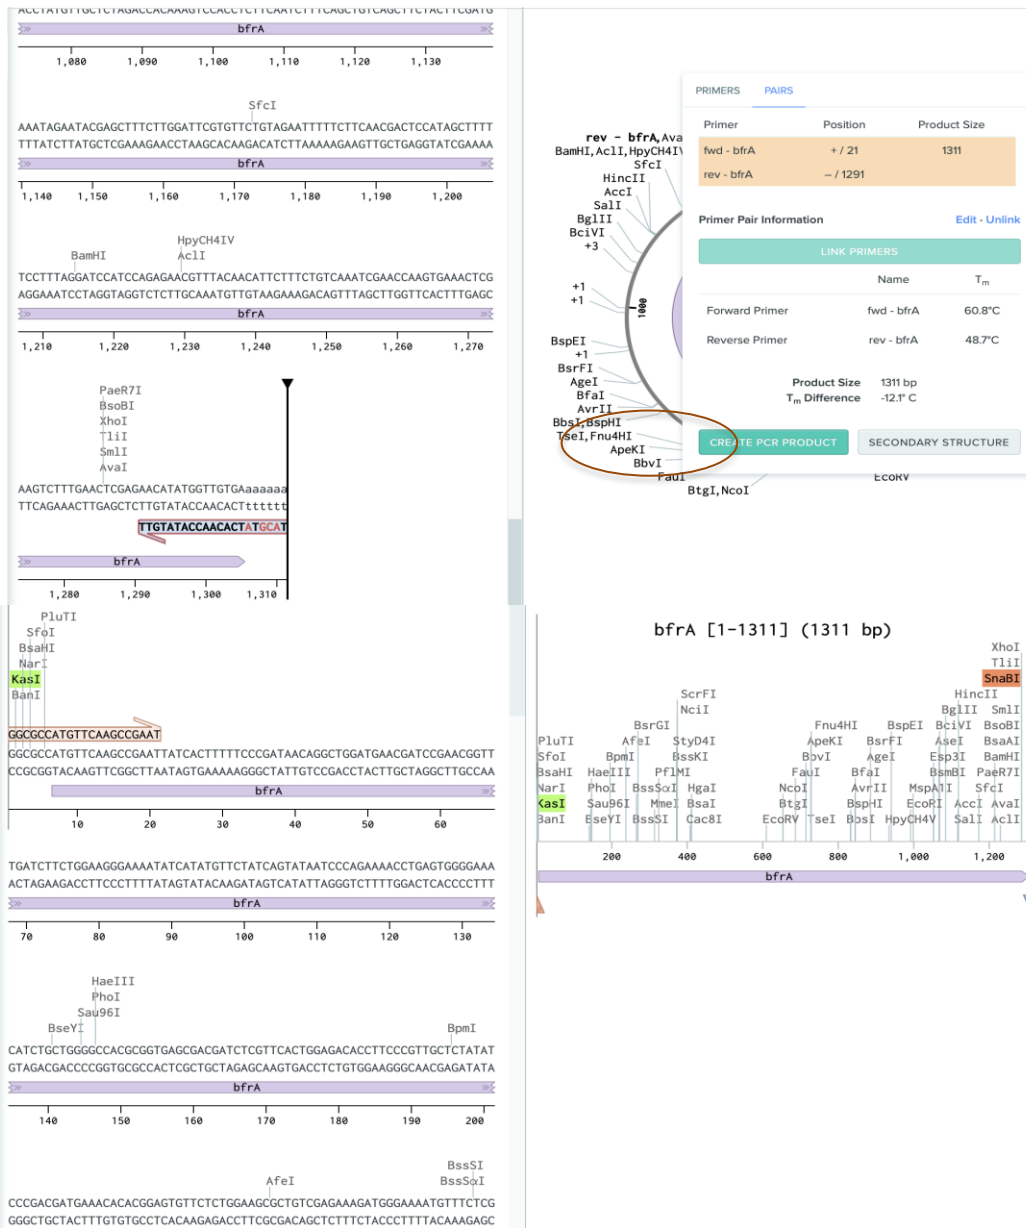 bfrA
1,080 1,090 1,100 1,110 1,120 1,130
SfcI
AAATAGAATACGAGCTTTCTTGGATTCGTGTTCTGTAGAATTTTTCTTCAACGACTCCATAGCTTTT
TTTATCTTATGCTCGAAAGAACCTAAGCACAAGACATCTTAAAAAGAAGTTGCTGAGGTATCGAAAA
bfrA
1,140 1,150 1,160 1,170 1,180 1,190 1,200
HpyCH4IV
BamHI AclI
TCCTTTAGGATCCATCCAGAGAACGTTTACAACATTCTTTCTGTCAAATCGAACCAAGTGAAACTCG
AGGAAATCCTAGGTAGGTCTCTTGCAAATGTTGTAAGAAAGACAGTTTAGCTTGGTTCACTTTGAGC
bfrA
1,210 1,220 1,230 1,240 1,250 1,260 1,270
PaeR7I
BsoBI
XhoI
TliI
SmlI
AvaI
AAGTCTTTGAACTCGAGAACATATGGTTGTGAaaaaaa
TTCAGAAACTTGAGCTCTTGTATACCAACACTtttttt
TTGTATACCAACACTATGCAT
bfrA
1,280 1,290 1,300 1,310
rev - bfrA,Ava
BamHI,AclI,HpyCH4IV
SfcI
HincII
AccI
SalI
BglII
BciVI
+3
+1
+1
1000
BspEI
+1
BsrFI
AgeI
BfaI
AvrII
BbsI,BspHI
TseI,Fnu4HI
ApeKI
BbvI
FauI
BtgI,NcoI
EcoRV
PRIMERS PAIRS
Primer Position Product Size
fwd - bfrA + / 21 1311
rev - bfrA – / 1291
Primer Pair Information Edit · Unlink
LINK PRIMERS
Name Tm
Forward Primer fwd - bfrA 60.8°C
Reverse Primer rev - bfrA 48.7°C
Product Size 1311 bp
Tm Difference -12.1° C
CREATE PCR PRODUCT SECONDARY STRUCTURE
PluTI
SfoI
BsaHI
NarI
KasI
BanI
GGCGCCATGTTCAAGCCGAAT
GGCGCCATGTTCAAGCCGAATTATCACTTTTTCCCGATAACAGGCTGGATGAACGATCCGAACGGTT
CCGCGGTACAAGTTCGGCTTAATAGTGAAAAAGGGCTATTGTCCGACCTACTTGCTAGGCTTGCCAA
bfrA
10 20 30 40 50 60
TGATCTTCTGGAAGGGAAAATATCATATGTTCTATCAGTATAATCCCAGAAAACCTGAGTGGGGAAA
ACTAGAAGACCTTCCCTTTTATAGTATACAAGATAGTCATATTAGGGTCTTTTGGACTCACCCCTTT
bfrA
70 80 90 100 110 120 130
HaeIII
PhoI
Sau96I
BseYI BpmI
CATCTGCTGGGGCCACGCGGTGAGCGACGATCTCGTTCACTGGAGACACCTTCCCGTTGCTCTATAT
GTAGACGACCCCGGTGCGCCACTCGCTGCTAGAGCAAGTGACCTCTGTGGAAGGGCAACGAGATATA
bfrA
140 150 160 170 180 190 200
BssSI
AfeI BssSαI
CCCGACGATGAAACACACGGAGTGTTCTCTGGAAGCGCTGTCGAGAAAGATGGGAAAATGTTTCTCG
GGGCTGCTACTTTGTGTGCCTCACAAGAGACCTTCGCGACAGCTCTTTCTACCCTTTTACAAAGAGC
bfrA [1-1311] (1311 bp)
XhoI
TliI
SnaBI
ScrFI HincII
NciI BglII SmlI
BsrGI Fnu4HI BspEI BciVI BsoBI
PluTI AfeI StyD4I ApeKI BsrFI AseI BsaAI
SfoI BpmI BssKI BbvI AgeI Esp3I BamHI
BsaHI HaeIII PflMI FauI BfaI BsmBI PaeR7I
NarI PhoI BssSαI HgaI NcoI AvrII MspA1I SfcI
KasI Sau96I MmeI BsaI BtgI BspHI EcoRI AccI AvaI
BanI BseYI BssSI Cac8I EcoRV TseI BbsI HpyCH4V SalI AclI
200 400 600 800 1,000 1,200
bfrA